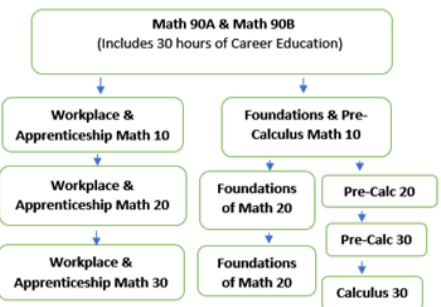 Math 90A & Math 90B
(Includes 30 hours of Career Education)
Workplace &
Apprenticeship Math 10
Foundations & Pre-
Calculus Math 10
Workplace &
Apprenticeship Math 20
Foundations
of Math 20
Pre-Calc 20
Pre-Calc 30
Workplace &
Apprenticeship Math 30
Foundations
of Math 20
Calculus 30